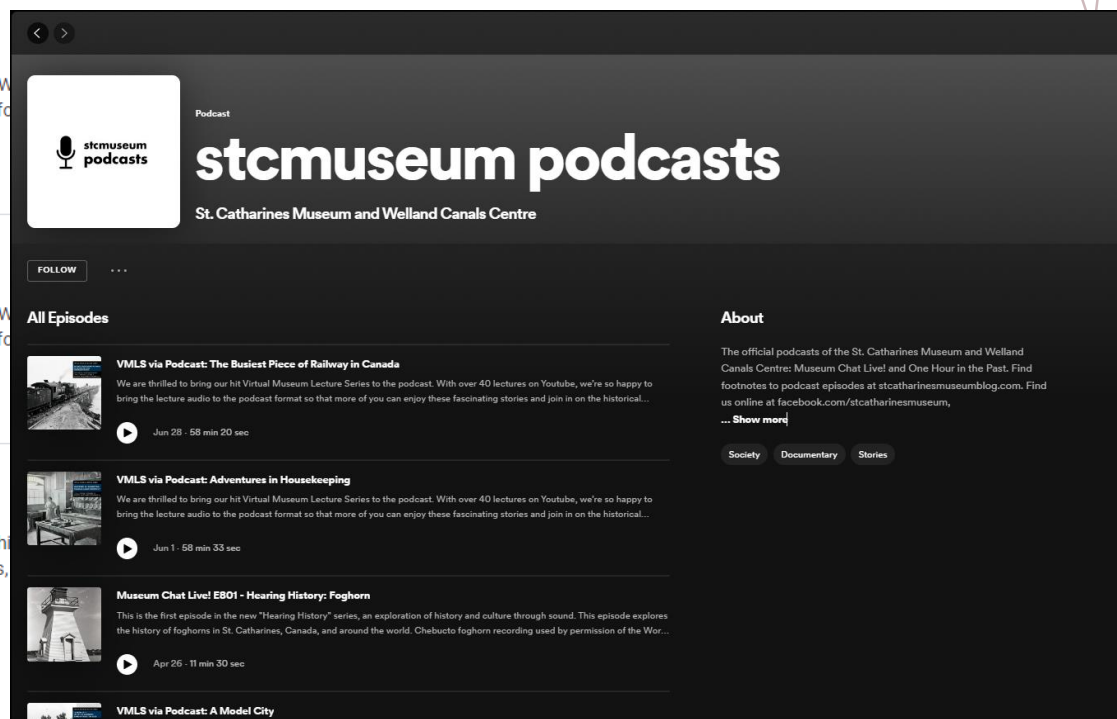 stcmuseum
podcasts
Podcast
stcmuseum podcasts
St. Catharines Museum and Welland Canals Centre
FOLLOW
All Episodes
VMLS via Podcast: The Busiest Piece of Railway in Canada
We are thrilled to bring our hit Virtual Museum Lecture Series to the podcast. With over 40 lectures on Youtube, we're so happy to
bring the lecture audio to the podcast format so that more of you can enjoy these fascinating stories and join in on the historical...
Jun 28 · 58 min 20 sec
VMLS via Podcast: Adventures in Housekeeping
We are thrilled to bring our hit Virtual Museum Lecture Series to the podcast. With over 40 lectures on Youtube, we're so happy to
bring the lecture audio to the podcast format so that more of you can enjoy these fascinating stories and join in on the historical...
Jun 1 · 58 min 33 sec
Museum Chat Live! E801 - Hearing History: Foghorn
This is the first episode in the new "Hearing History" series, an exploration of history and culture through sound. This episode explores
the history of foghorns in St. Catharines, Canada, and around the world. Chebucto foghorn recording used by permission of the Wor...
Apr 26 · 11 min 30 sec
VMLS via Podcast: A Model City
About
The official podcasts of the St. Catharines Museum and Welland
Canals Centre: Museum Chat Live! and One Hour in the Past. Find
footnotes to podcast episodes at stcatharinesmuseumblog.com. Find
us online at facebook.com/stcatharinesmuseum,
... Show more
Society Documentary Stories